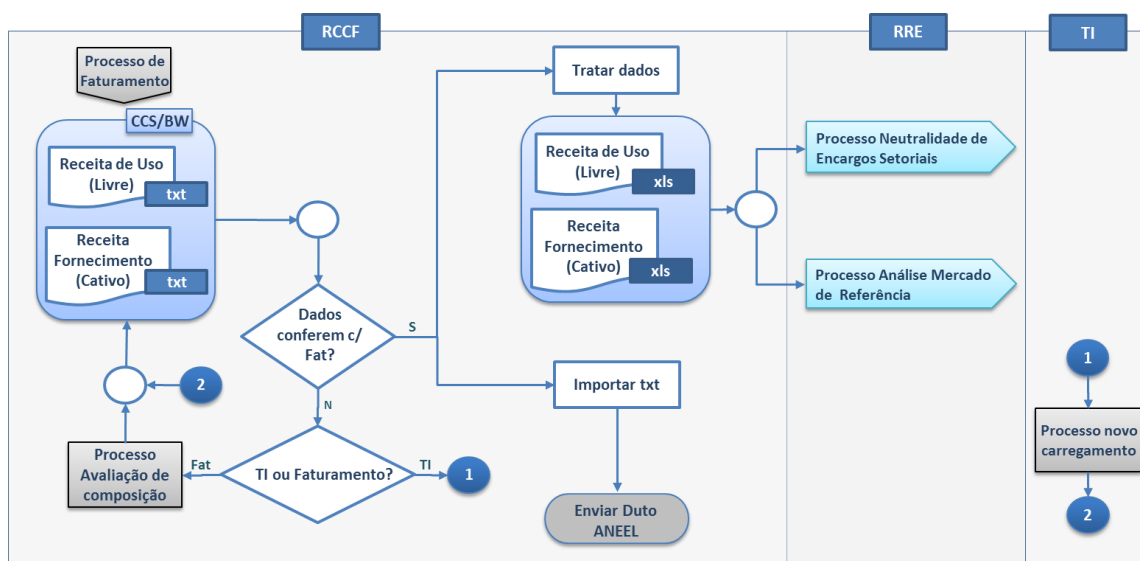 RCCF
RRE
TI
Processo de
Faturamento
CCS/BW
Receita de Uso
(Livre)
txt
Receita
Fornecimento
(Cativo)
txt
2
Processo
Avaliação de
composição
Fat
Dados
conferem c/
Fat?
S
N
TI ou Faturamento?
TI
1
Tratar dados
Receita de Uso
(Livre)
xls
Receita
Fornecimento
(Cativo)
xls
Importar txt
Enviar Duto
ANEEL
Processo Neutralidade de
Encargos Setoriais
Processo Análise Mercado
de Referência
1
Processo novo
carregamento
2